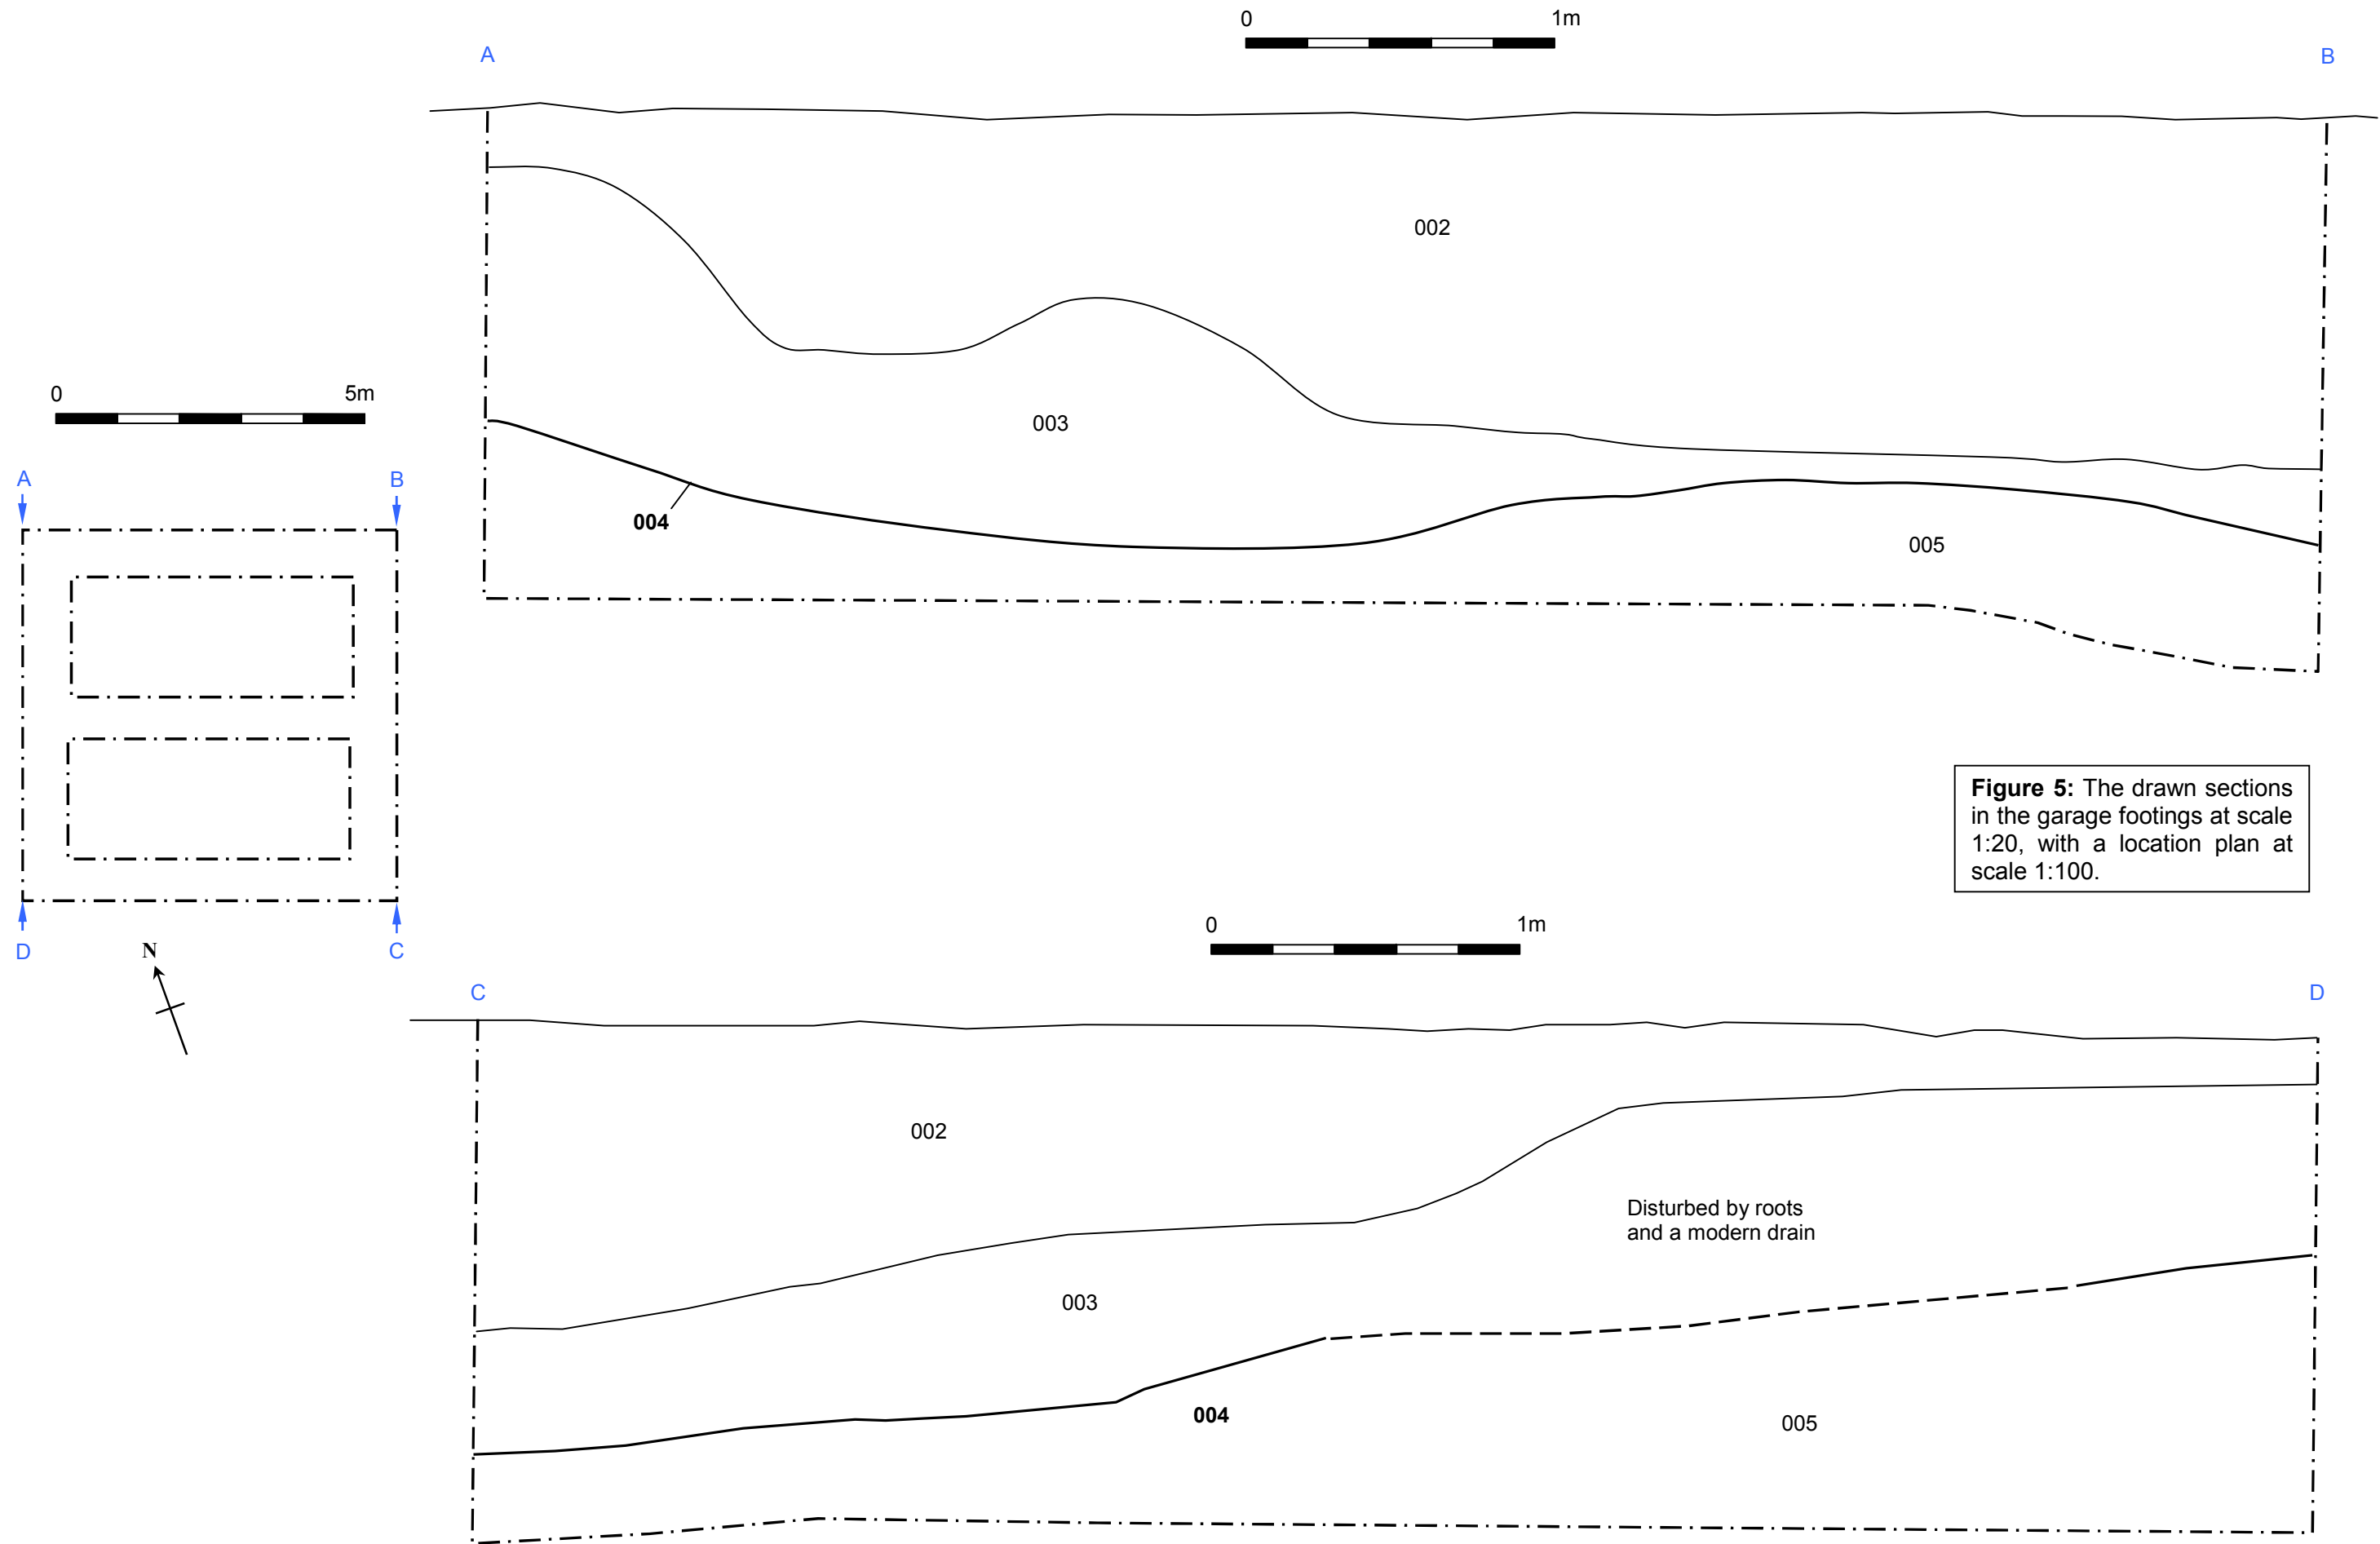 0 1m
A B
002
003
004
005
0 5m
A B
D C
N
Figure 5: The drawn sections
in the garage footings at scale
1:20, with a location plan at
scale 1:100.
0 1m
C D
002
Disturbed by roots
and a modern drain
003
004
005